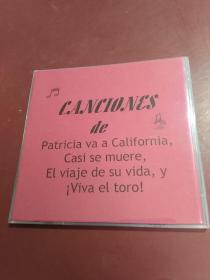 CANCIONES
de
Patricia va a California,
Casi se muere,
El viaje de su vida, y
¡Viva el toro!